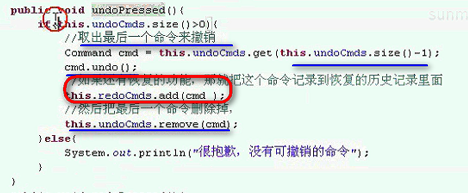 sunm
public void undoPressed(){
if(this.undoCmds.size()>0){
//取出最后一个命令来撤销
Command cmd = this.undoCmds.get(this.undoCmds.size()-1);
cmd.undo();
//如果还有恢复的功能，那就把这个命令记录到恢复的历史记录里面
this.redoCmds.add(cmd );
//然后把最后一个命令删除掉，
this.undoCmds.remove(cmd);
}else{
System.out.println("很抱歉，没有可撤销的命令");
}
}